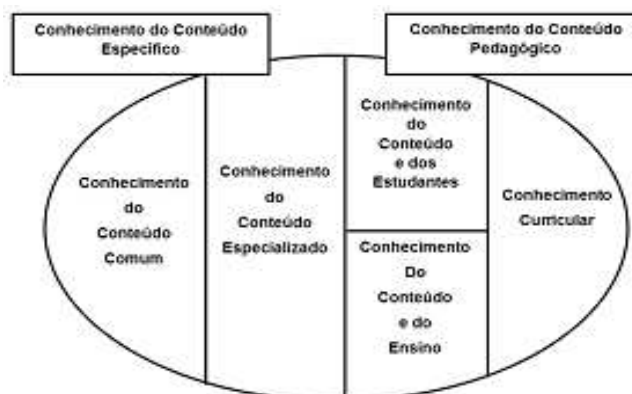 Conhecimento do Conteúdo
Específico
Conhecimento do Conteúdo
Pedagógico
Conhecimento
do
Conteúdo
Comum
Conhecimento
do
Conteúdo
Especializado
Conhecimento
do
Conteúdo
e dos
Estudantes
Conhecimento
Do
Conteúdo
e do
Ensino
Conhecimento
Curricular